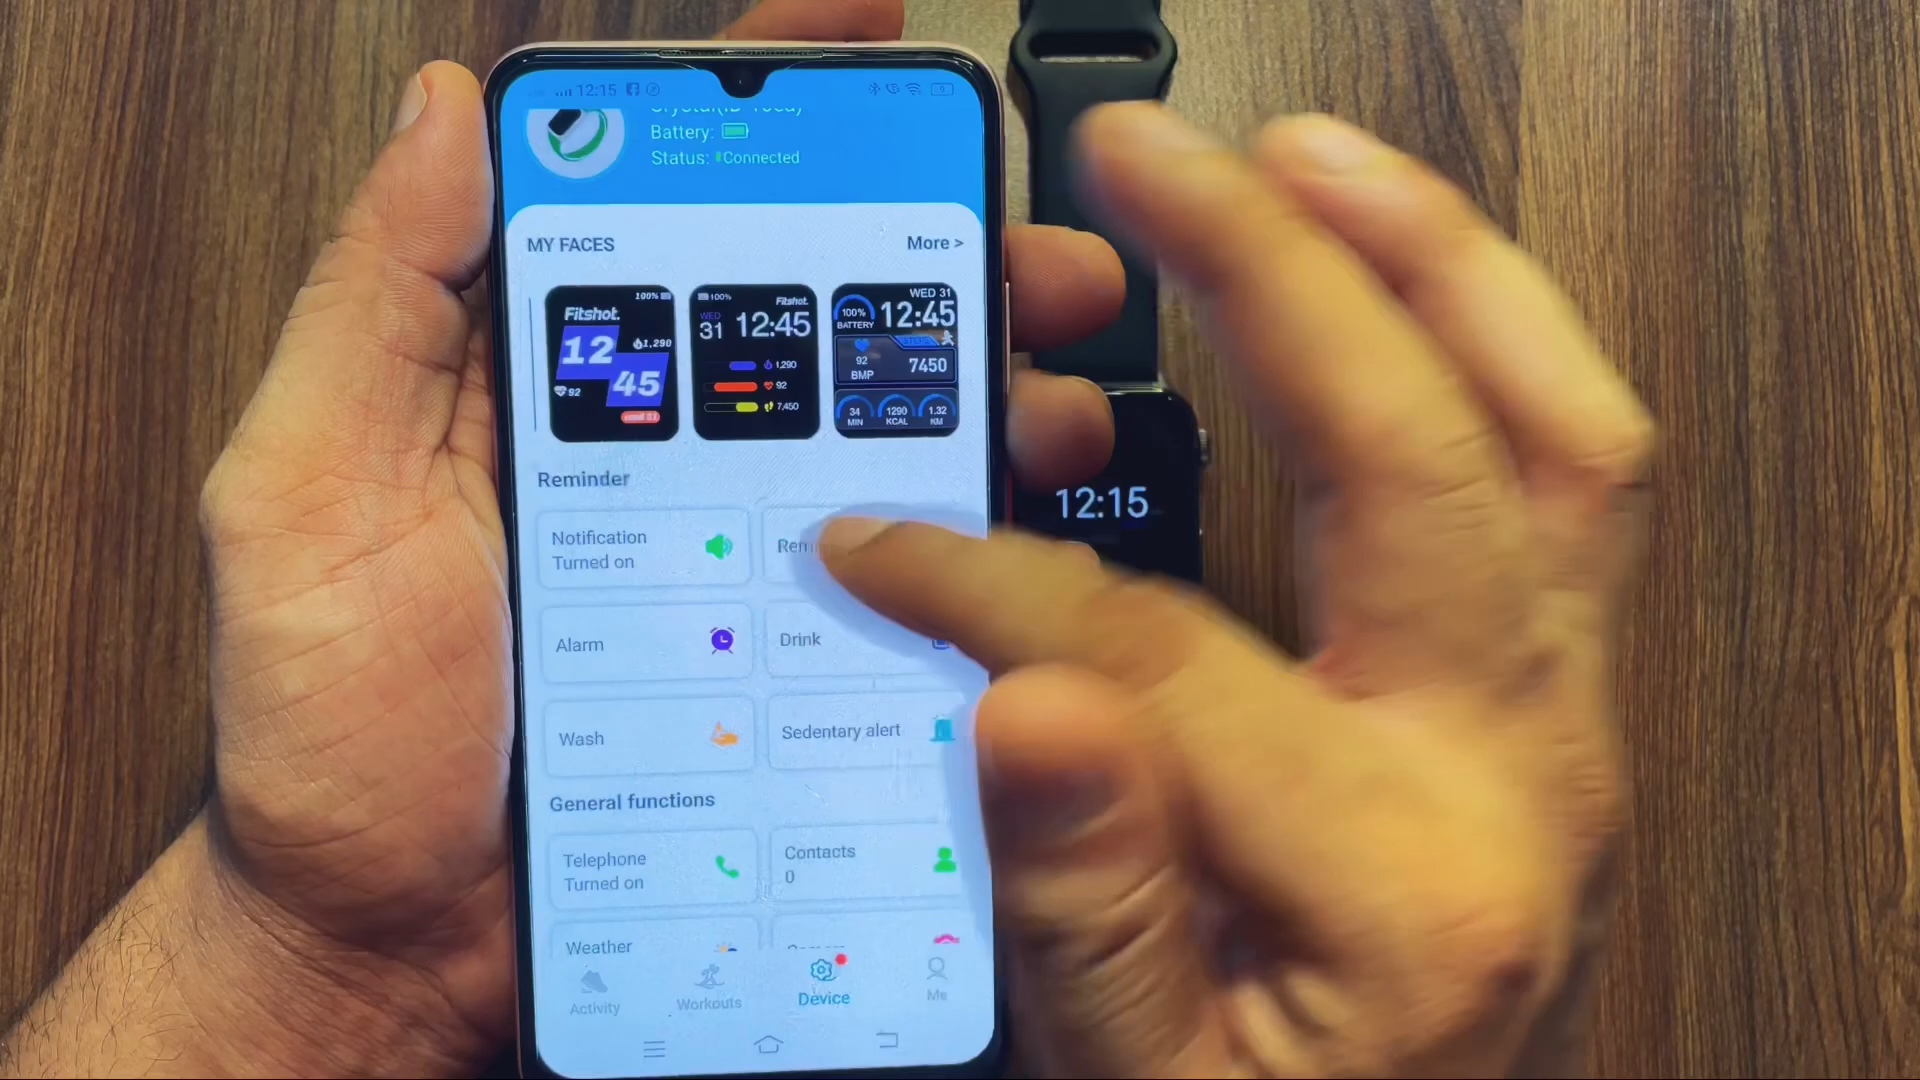 12:15
Battery:
Status: Connected
MY FACES
More >
100%
Fitshot.
12
1,290
45
92
100%
Fitshot.
WED
31
12:45
1,290
92
7,450
WED 31
100%
BATTERY
12:45
STEPS
92
BMP
7450
34
MIN
1290
KCAL
1.32
KM
Reminder
Notification
Turned on
Alarm
Drink
Wash
Sedentary alert
General functions
Telephone
Turned on
Contacts
0
Weather
Activity
Workouts
Device
Me
12:15